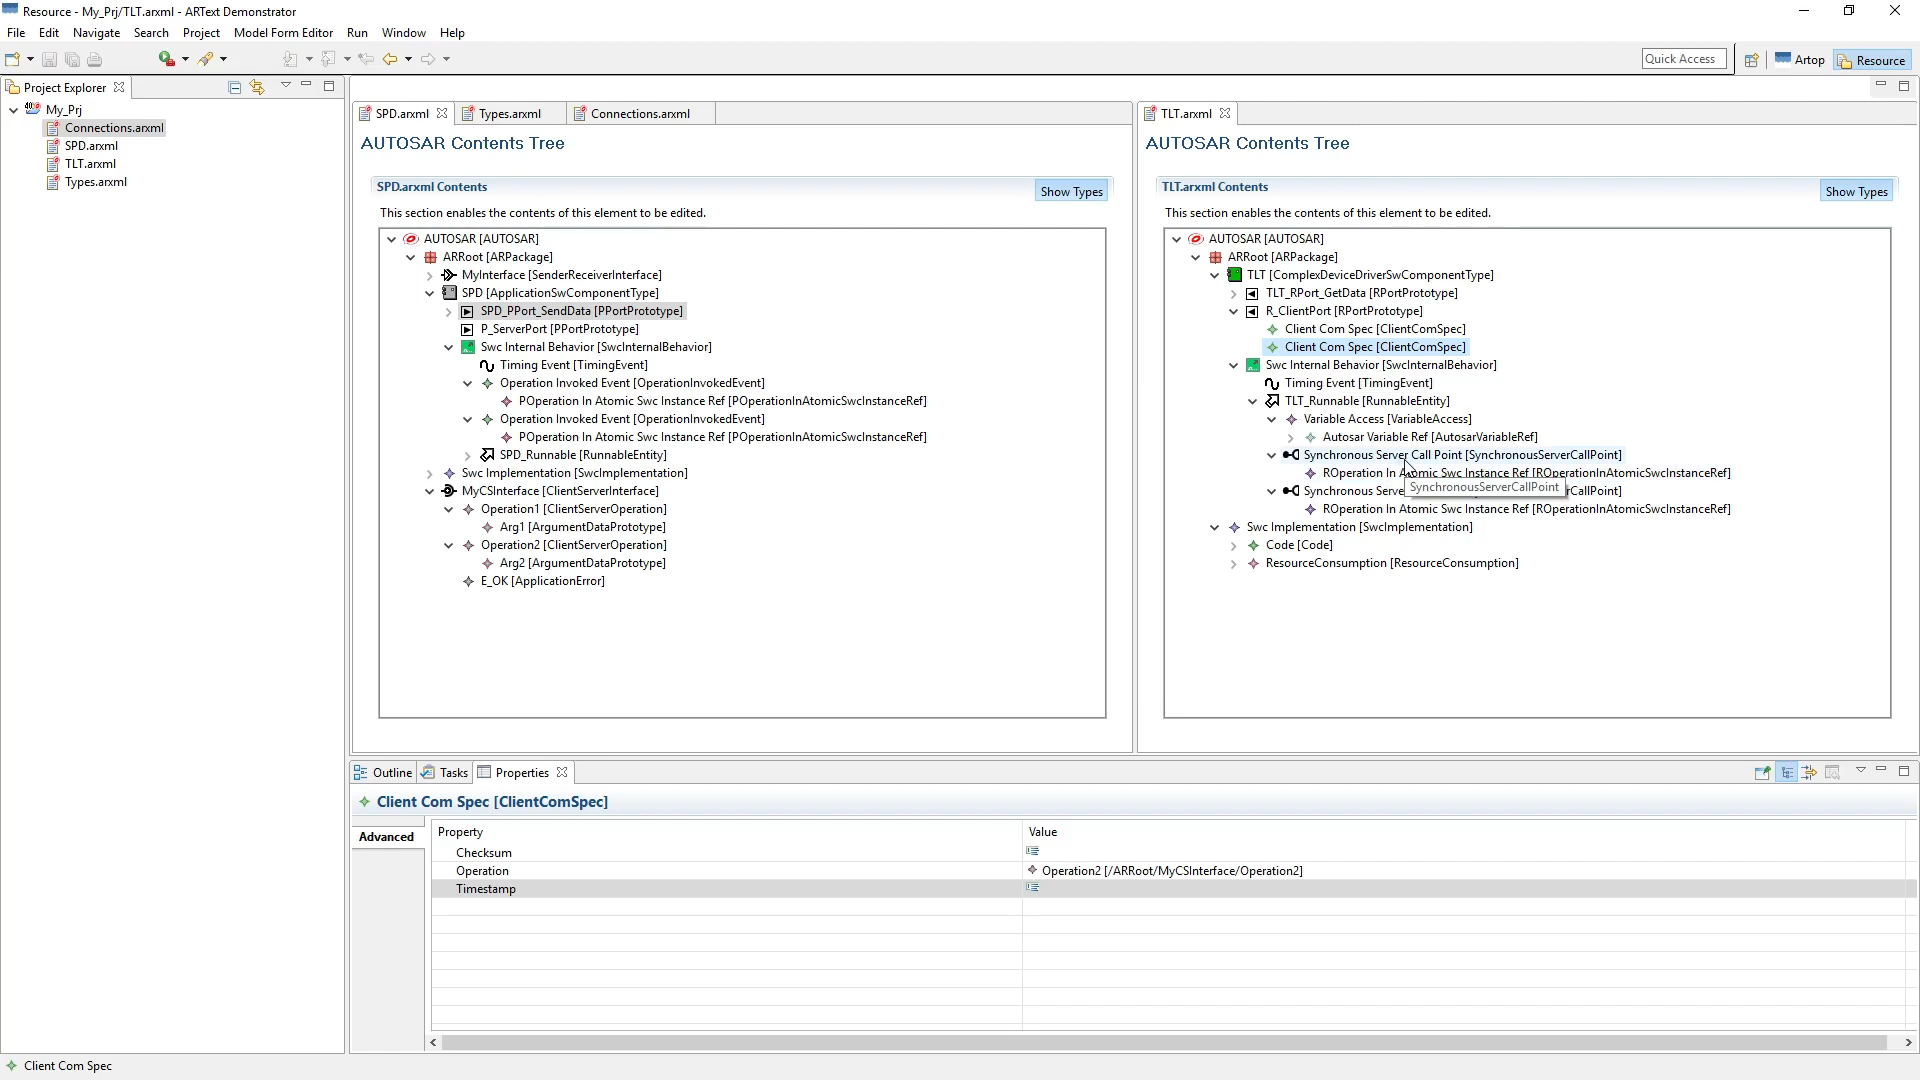 Resource - My_Prj/TLT.arxml - ARText Demonstrator
File Edit Navigate Search Project Model Form Editor Run Window Help
Quick Access
Artop
Resource
Project Explorer
My_Prj
Connections.arxml
SPD.arxml
TLT.arxml
Types.arxml
SPD.arxml
Types.arxml
Connections.arxml
AUTOSAR Contents Tree
SPD.arxml Contents
Show Types
This section enables the contents of this element to be edited.
AUTOSAR [AUTOSAR]
ARRoot [ARPackage]
MyInterface [SenderReceiverInterface]
SPD [ApplicationSwComponentType]
SPD_PPort_SendData [PPortPrototype]
P_ServerPort [PPortPrototype]
Swc Internal Behavior [SwcInternalBehavior]
Timing Event [TimingEvent]
Operation Invoked Event [OperationInvokedEvent]
POperation In Atomic Swc Instance Ref [POperationInAtomicSwcInstanceRef]
Operation Invoked Event [OperationInvokedEvent]
POperation In Atomic Swc Instance Ref [POperationInAtomicSwcInstanceRef]
SPD_Runnable [RunnableEntity]
Swc Implementation [SwcImplementation]
MyCSInterface [ClientServerInterface]
Operation1 [ClientServerOperation]
Arg1 [ArgumentDataPrototype]
Operation2 [ClientServerOperation]
Arg2 [ArgumentDataPrototype]
E_OK [ApplicationError]
TLT.arxml
AUTOSAR Contents Tree
TLT.arxml Contents
Show Types
This section enables the contents of this element to be edited.
AUTOSAR [AUTOSAR]
ARRoot [ARPackage]
TLT [ComplexDeviceDriverSwComponentType]
TLT_RPort_GetData [RPortPrototype]
R_ClientPort [RPortPrototype]
Client Com Spec [ClientComSpec]
Client Com Spec [ClientComSpec]
Swc Internal Behavior [SwcInternalBehavior]
Timing Event [TimingEvent]
TLT_Runnable [RunnableEntity]
Variable Access [VariableAccess]
Autosar Variable Ref [AutosarVariableRef]
Synchronous Server Call Point [SynchronousServerCallPoint]
ROperation In Atomic Swc Instance Ref [ROperationInAtomicSwcInstanceRef]
SynchronousServerCallPoint
Synchronous Serve rCallPoint]
ROperation In Atomic Swc Instance Ref [ROperationInAtomicSwcInstanceRef]
Swc Implementation [SwcImplementation]
Code [Code]
ResourceConsumption [ResourceConsumption]
Outline
Tasks
Properties
Client Com Spec [ClientComSpec]
Advanced
Property Value
Checksum
Operation Operation2 [/ARRoot/MyCSInterface/Operation2]
Timestamp
Client Com Spec